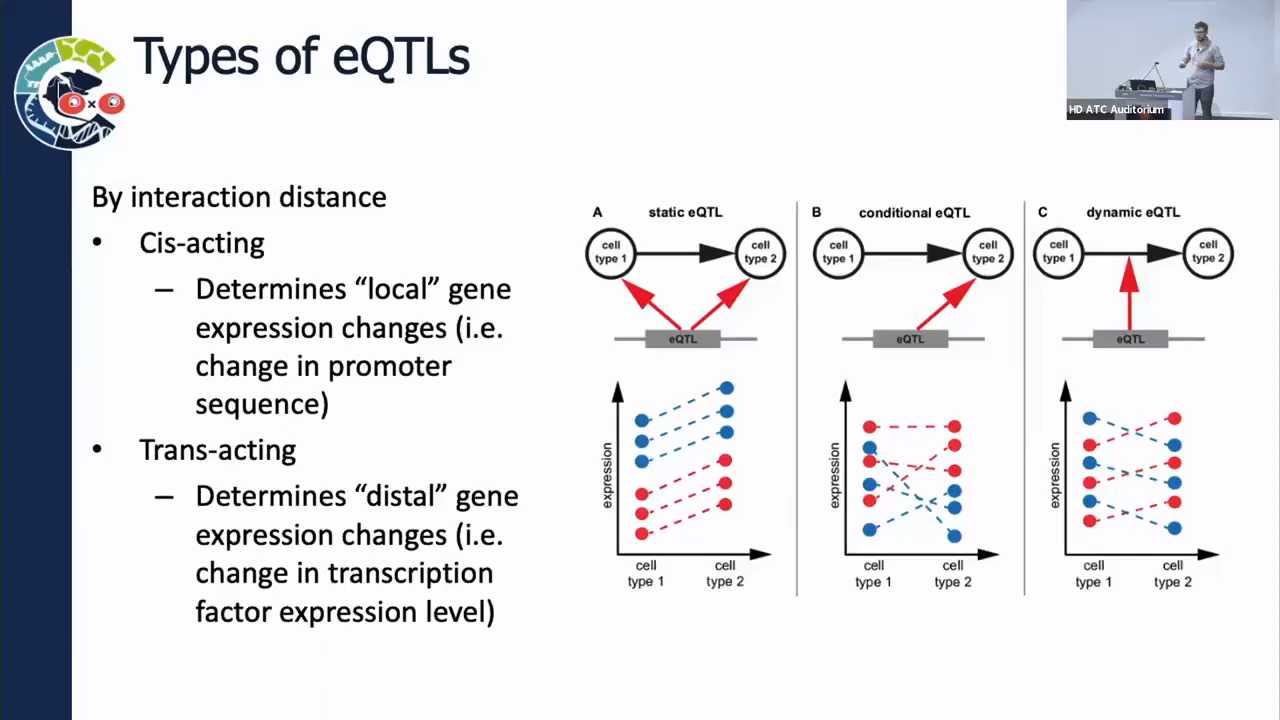 Types of eQTLs
HD ATC Auditorium
By interaction distance
• Cis-acting
– Determines “local” gene
expression changes (i.e.
change in promoter
sequence)
• Trans-acting
– Determines “distal” gene
expression changes (i.e.
change in transcription
factor expression level)
A static eQTL
cell
type 1
cell
type 2
eQTL
expression
cell
type 1
cell
type 2
B conditional eQTL
cell
type 1
cell
type 2
eQTL
expression
cell
type 1
cell
type 2
C dynamic eQTL
cell
type 1
cell
type 2
eQTL
expression
cell
type 1
cell
type 2